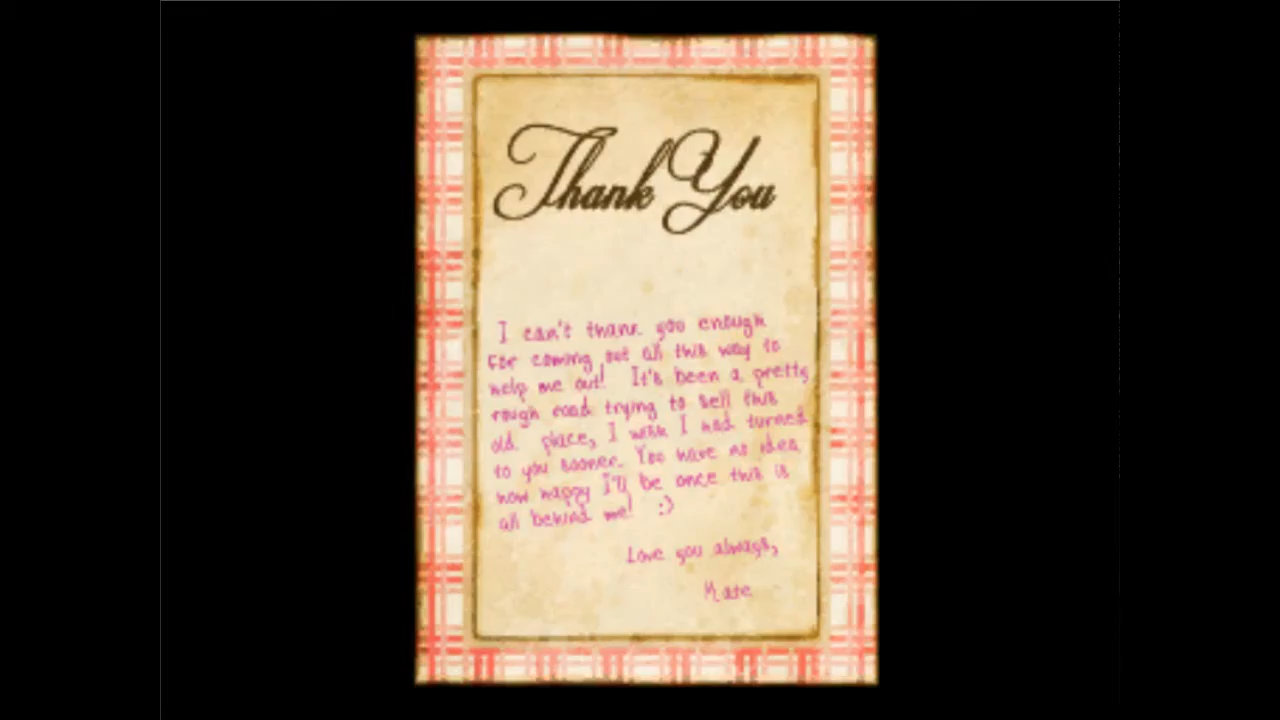 Thank You
I can't thank you enough
for coming out all this way to
help me out! It's been a pretty
rough road trying to sell this
old place, I wish I had turned
to you sooner. You have no idea
how happy I'll be once this is
all behind me! :)
Love you always,
Kate